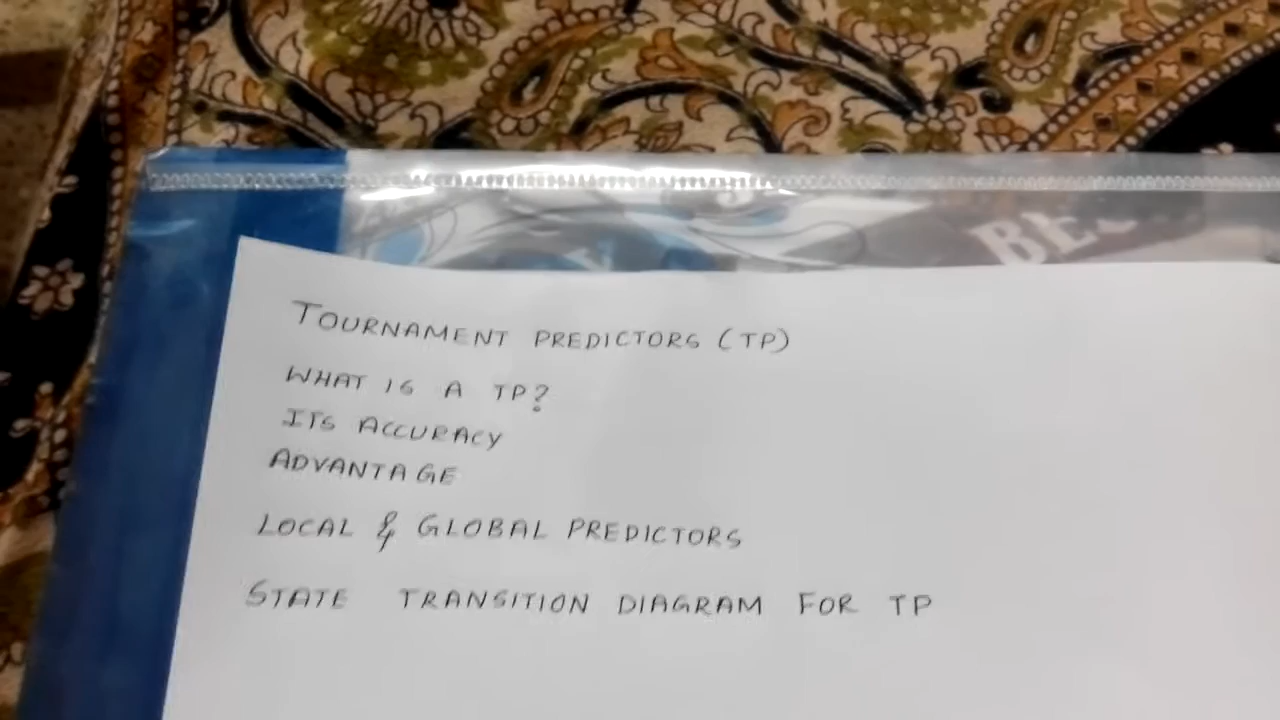 TOURNAMENT PREDICTORS (TP)
WHAT IS A TP?
ITS ACCURACY
ADVANTAGE
LOCAL & GLOBAL PREDICTORS
STATE TRANSITION DIAGRAM FOR TP